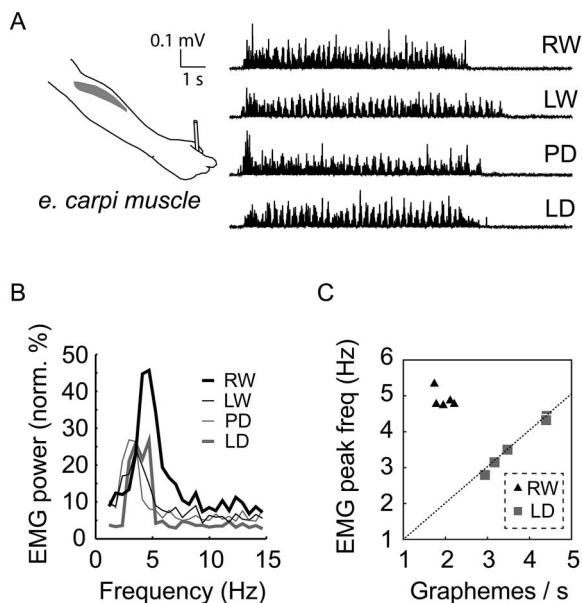 A
0.1 mV
1 s
RW
LW
PD
LD
e. carpi muscle
B
EMG power (norm. %)
50
40
30
20
10
0
0
5
10
15
Frequency (Hz)
RW
LW
PD
LD
C
EMG peak freq (Hz)
6
5
4
3
2
1
1
2
3
4
5
Graphemes / s
RW
LD